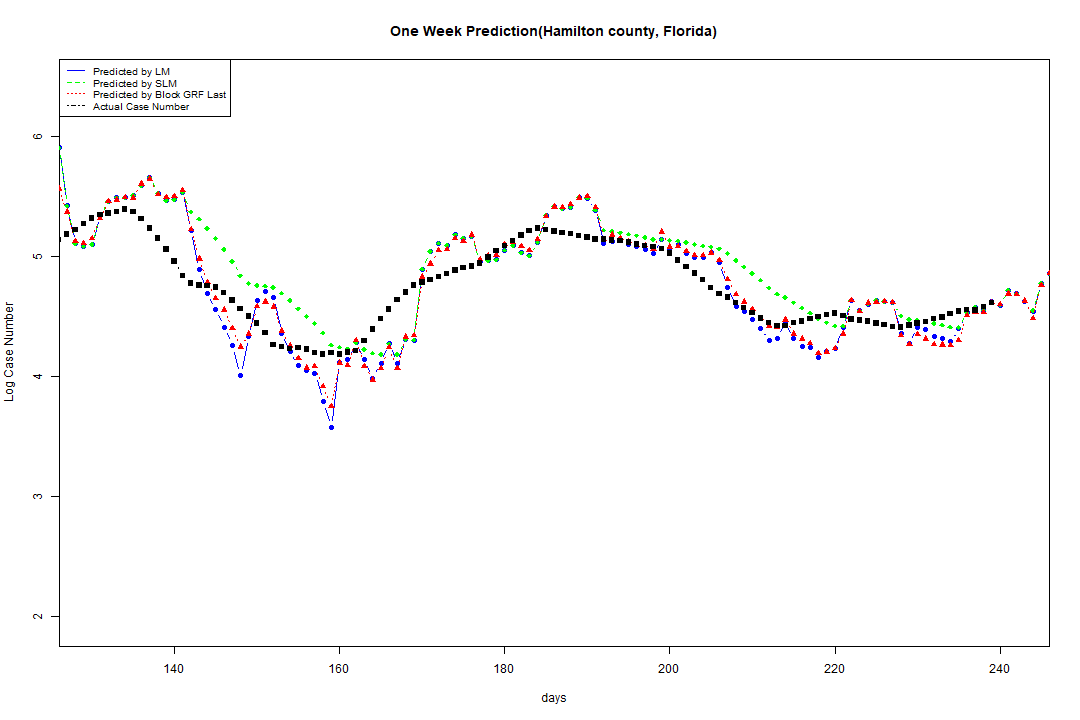 One Week Prediction(Hamilton county, Florida)
Predicted by LM
Predicted by SLM
Predicted by Block GRF Last
Actual Case Number
6
5
4
3
2
Log Case Number
140 160 180 200 220 240
days